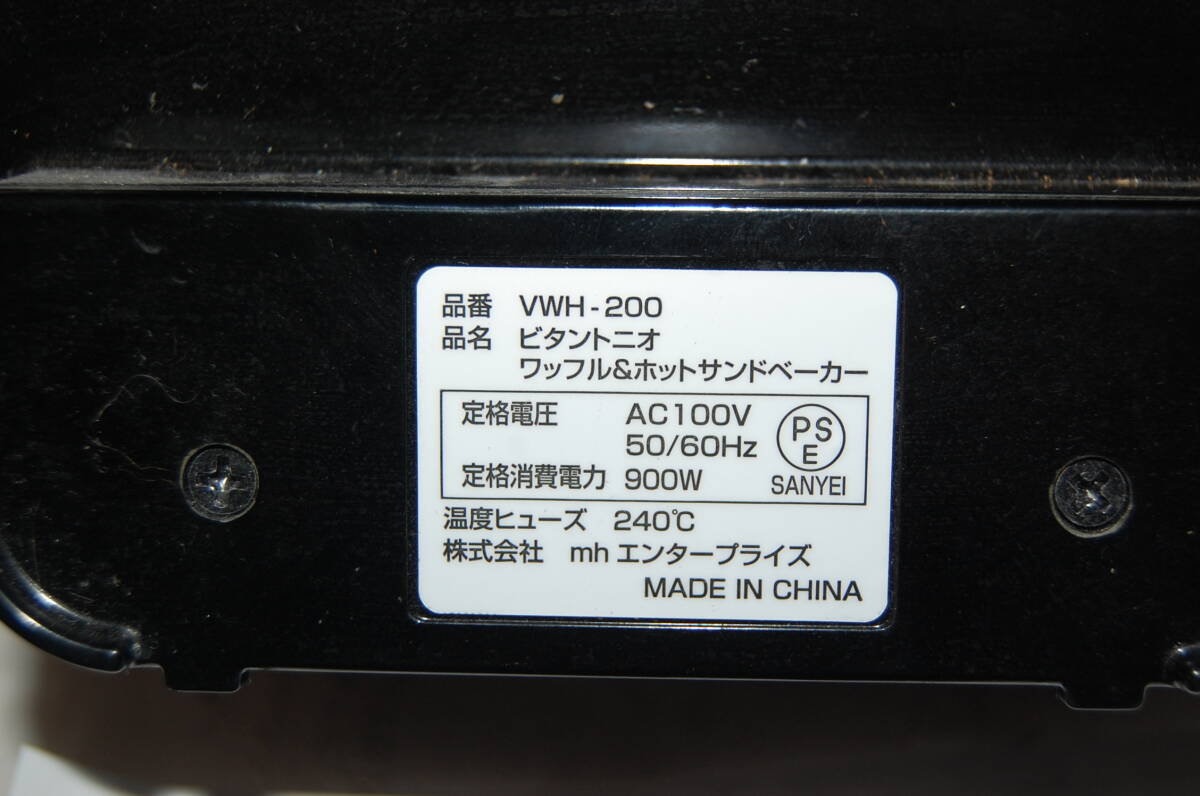 品番 VWH-200
品名 ビタントニオ
ワッフル&ホットサンドベーカー
定格電圧 AC100V
50/60Hz
定格消費電力 900W
PSE
SANYEI
温度ヒューズ 240℃
株式会社 mhエンタープライズ
MADE IN CHINA